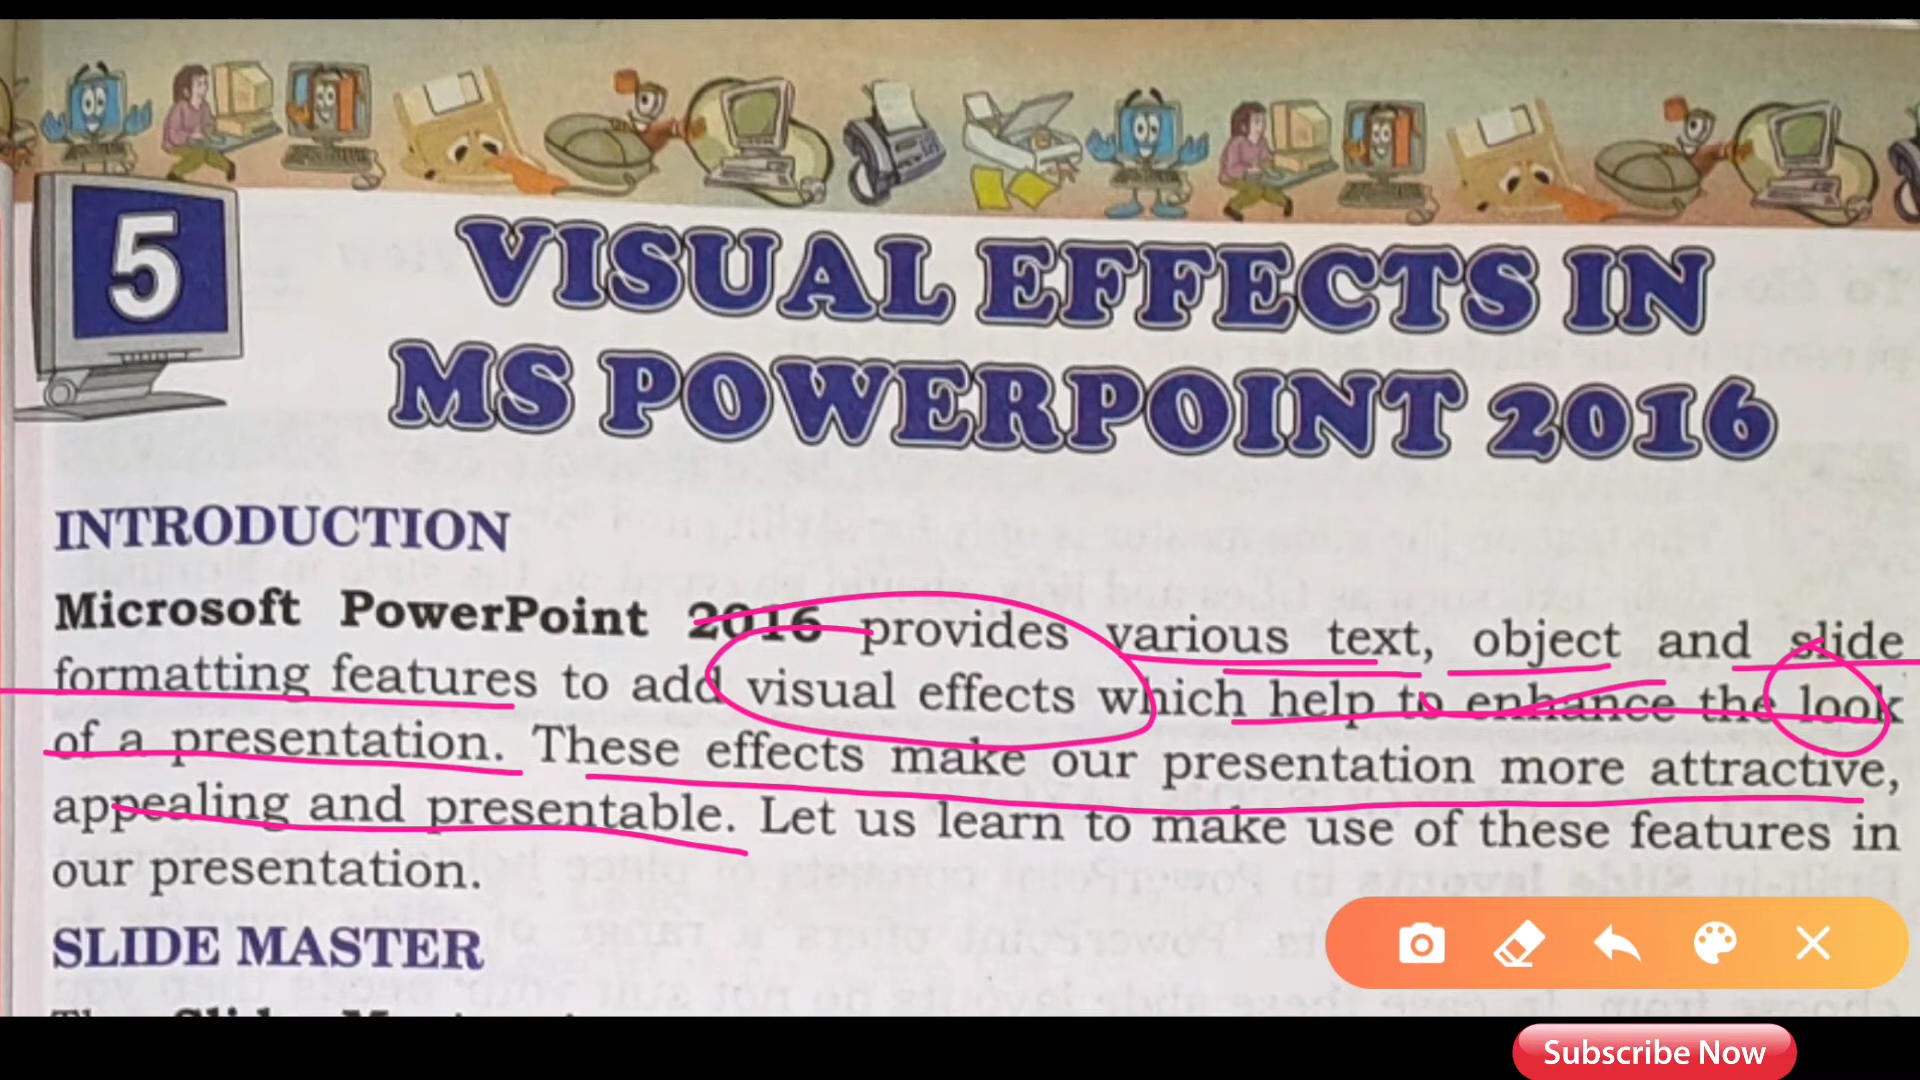 5
VISUAL EFFECTS IN
MS POWERPOINT 2016
INTRODUCTION
Microsoft PowerPoint 2016 provides various text, object and slide
formatting features to add visual effects which help to enhance the look
of a presentation. These effects make our presentation more attractive,
appealing and presentable. Let us learn to make use of these features in
our presentation.
SLIDE MASTER
Subscribe Now